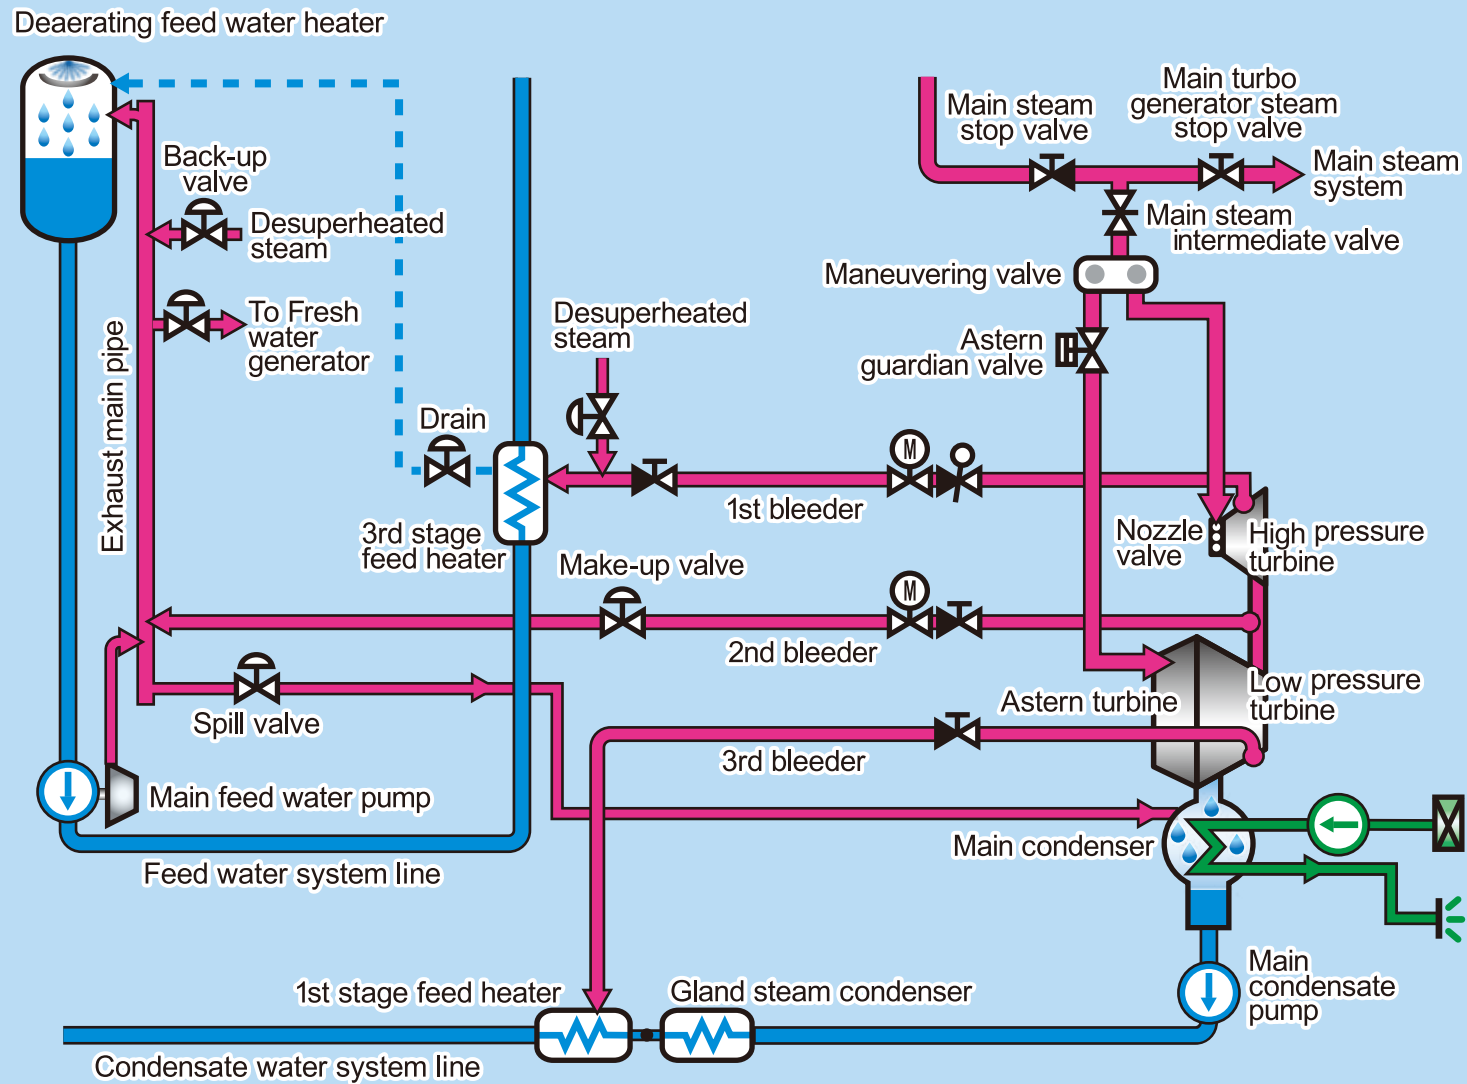 Deaerating feed water heater
Main steam
stop valve
Main turbo
generator steam
stop valve
Main steam
system
Back-up
valve
Desuperheated
steam
Main steam
intermediate valve
Maneuvering valve
To Fresh
water
generator
Desuperheated
steam
Astern
guardian valve
Exhaust main pipe
Drain
M
1st bleeder
3rd stage
feed heater
Nozzle
valve
High pressure
turbine
Make-up valve
M
2nd bleeder
Spill valve
Astern turbine
Low pressure
turbine
3rd bleeder
Main feed water pump
Main condenser
Feed water system line
1st stage feed heater
Gland steam condenser
Main
condensate
pump
Condensate water system line